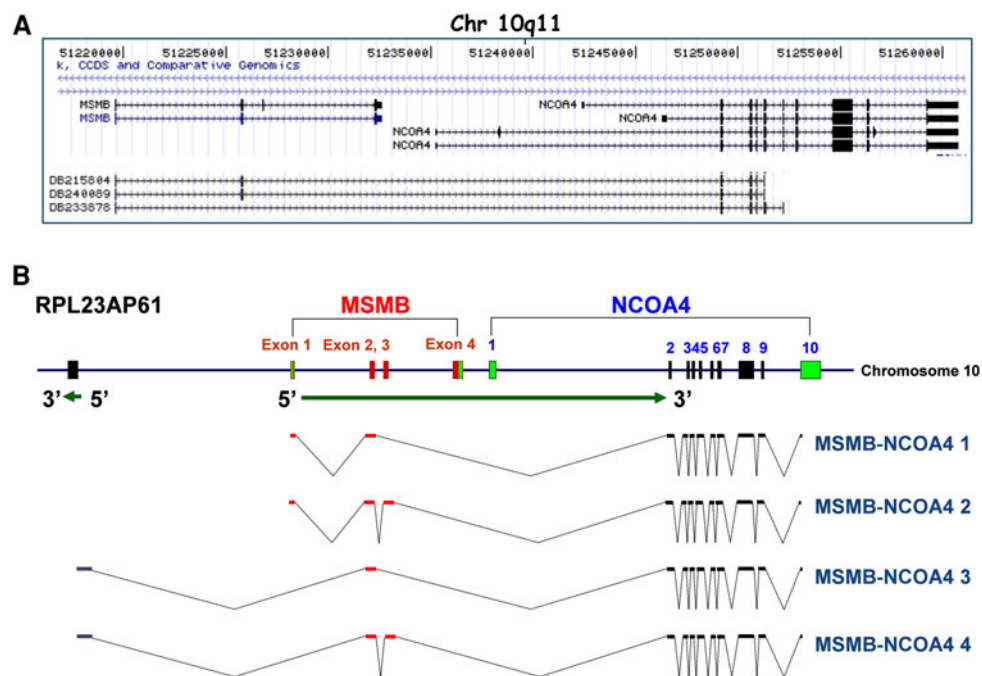 A
Chr 10q11
51220000 51225000 51230000 51235000 51240000 51245000 51250000 51255000 51260000
k, CCDS and Comparative Genomics
MSMB NCOA4
MSMB NCOA4
NCOA4
NCOA4
DB215804
DB240089
DB233878
B
RPL23AP61 MSMB NCOA4
Exon 1 Exon 2, 3 Exon 4 1 2 345 67 8 9 10
Chromosome 10
3’ 5’ 5’ 3’
MSMB-NCOA4 1
MSMB-NCOA4 2
MSMB-NCOA4 3
MSMB-NCOA4 4